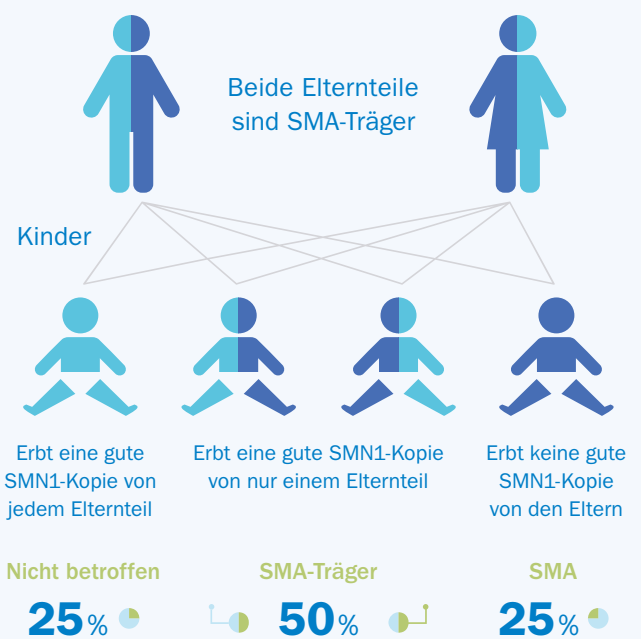 Beide Elternteile
sind SMA-Träger
Kinder
Erbt eine gute
SMN1-Kopie von
jedem Elternteil
Erbt eine gute SMN1-Kopie
von nur einem Elternteil
Erbt keine gute
SMN1-Kopie
von den Eltern
Nicht betroffen
SMA-Träger
SMA
25%
50%
25%